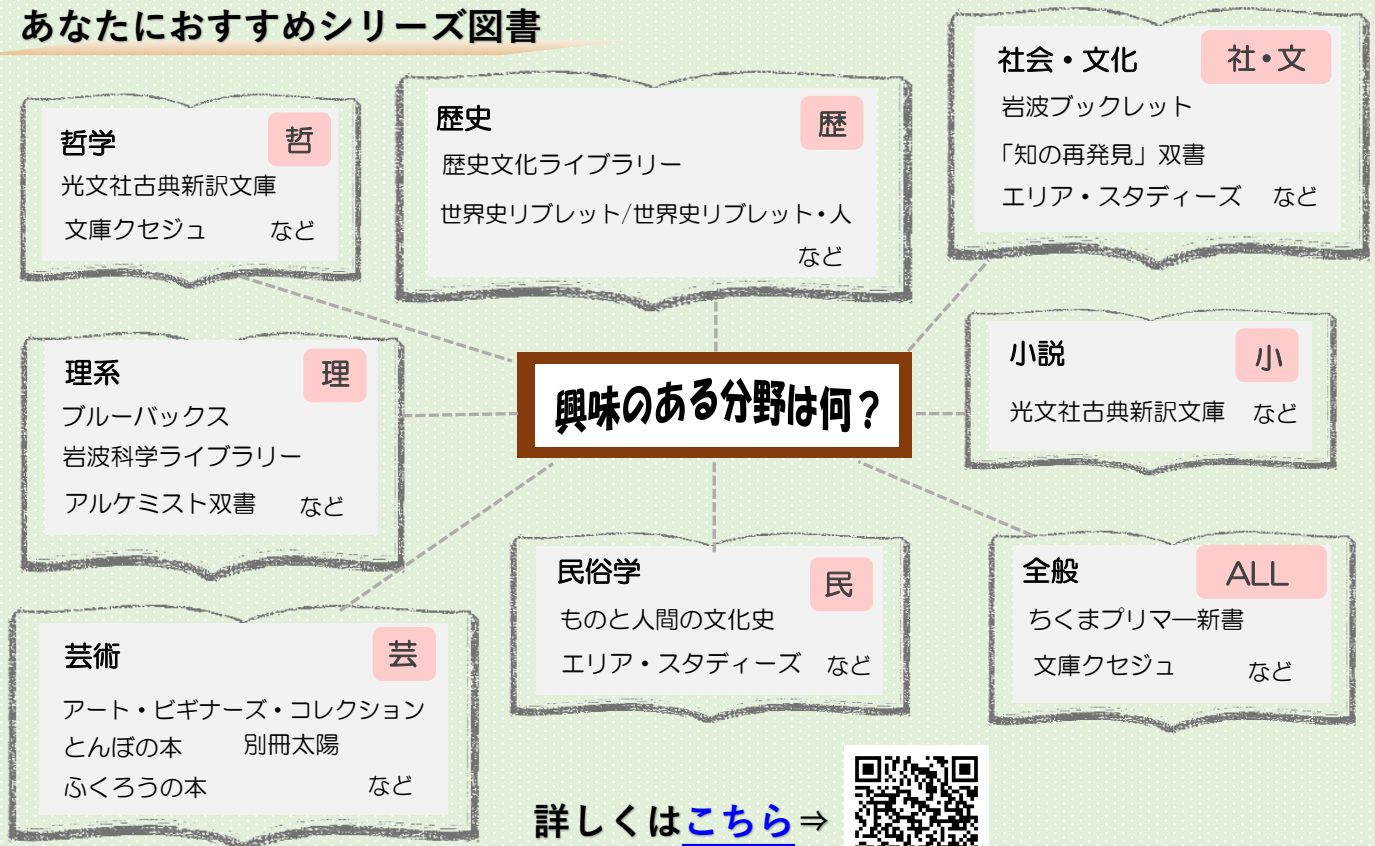 あなたにおすすめシリーズ図書
哲学
哲
光文社古典新訳文庫
文庫クセジュ など
歴史
歴
歴史文化ライブラリー
世界史リブレット/世界史リブレット・人
など
社会・文化
社・文
岩波ブックレット
「知の再発見」双書
エリア・スタディーズ など
理系
理
ブルーバックス
岩波科学ライブラリー
アルケミスト双書 など
興味のある分野は何？
小説
小
光文社古典新訳文庫 など
芸術
芸
アート・ビギナーズ・コレクション
とんぼの本 別冊太陽
ふくろうの本 など
民俗学
民
ものと人間の文化史
エリア・スタディーズ など
全般
ALL
ちくまプリマー新書
文庫クセジュ など
詳しくはこちら⇒